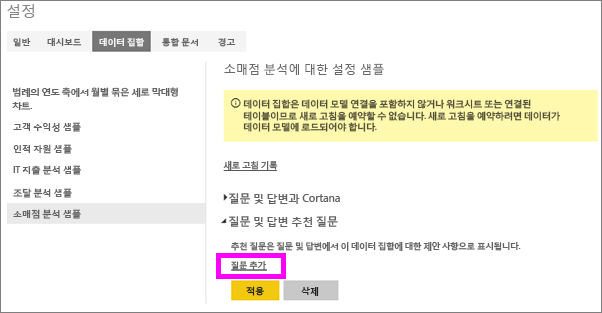 설정
일반 대시보드 데이터 집합 통합 문서 경고
범례의 연도 축에서 월별 묶은 세로 막대형
차트.
고객 수익성 샘플
인적 자원 샘플
IT 지출 분석 샘플
조달 분석 샘플
소매점 분석 샘플
소매점 분석에 대한 설정 샘플
데이터 집합은 데이터 모델 연결을 포함하지 않거나 워크시트 또는 연결된
테이블이므로 새로 고침을 예약할 수 없습니다. 새로 고침을 예약하려면 데이터가
데이터 모델에 로드되어야 합니다.
새로 고침 기록
질문 및 답변과 Cortana
질문 및 답변 추천 질문
추천 질문은 질문 및 답변에서 이 데이터 집합에 대한 제안 사항으로 표시됩니다.
질문 추가
적용 삭제